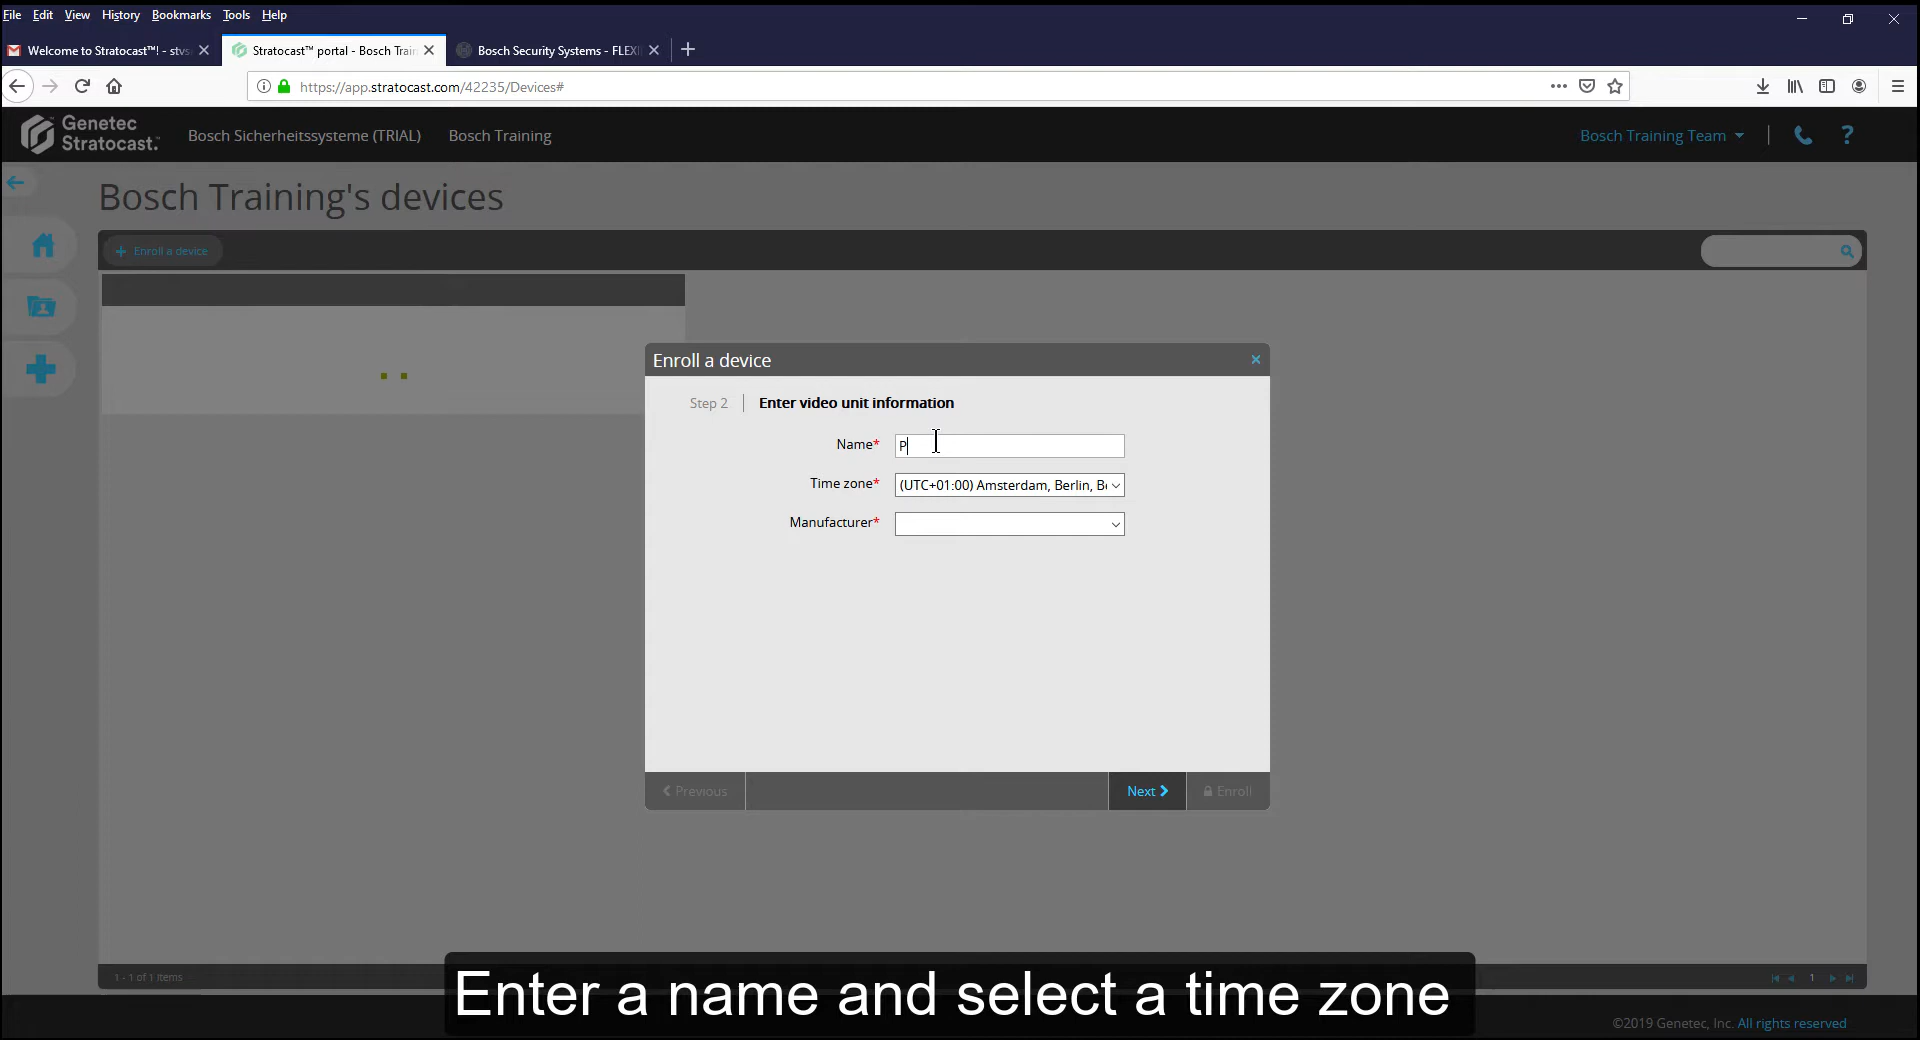 File Edit View History Bookmarks Tools Help
Welcome to Stratocast™! - stvs
Stratocast™ portal - Bosch Train
Bosch Security Systems - FLEXI
https://app.stratocast.com/42235/Devices#
Genetec Stratocast.
Bosch Sicherheitssysteme (TRIAL) Bosch Training
Bosch Training Team
Bosch Training's devices
Enroll a device
Enroll a device
Step 2 Enter video unit information
Name* P
Time zone* (UTC+01:00) Amsterdam, Berlin, Be
Manufacturer*
Previous Next Enroll
1 - 1 of 1 items 1
Enter a name and select a time zone
©2019 Genetec, Inc. All rights reserved